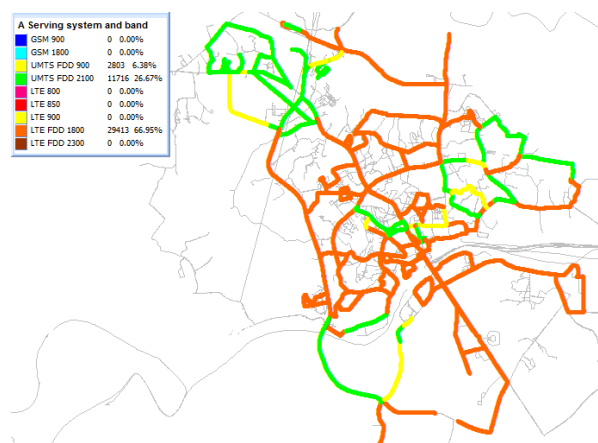 A Serving system and band
GSM 900 0 0.00%
GSM 1800 0 0.00%
UMTS FDD 900 2803 6.38%
UMTS FDD 2100 11716 26.67%
LTE 800 0 0.00%
LTE 850 0 0.00%
LTE 900 0 0.00%
LTE FDD 1800 29413 66.95%
LTE FDD 2300 0 0.00%